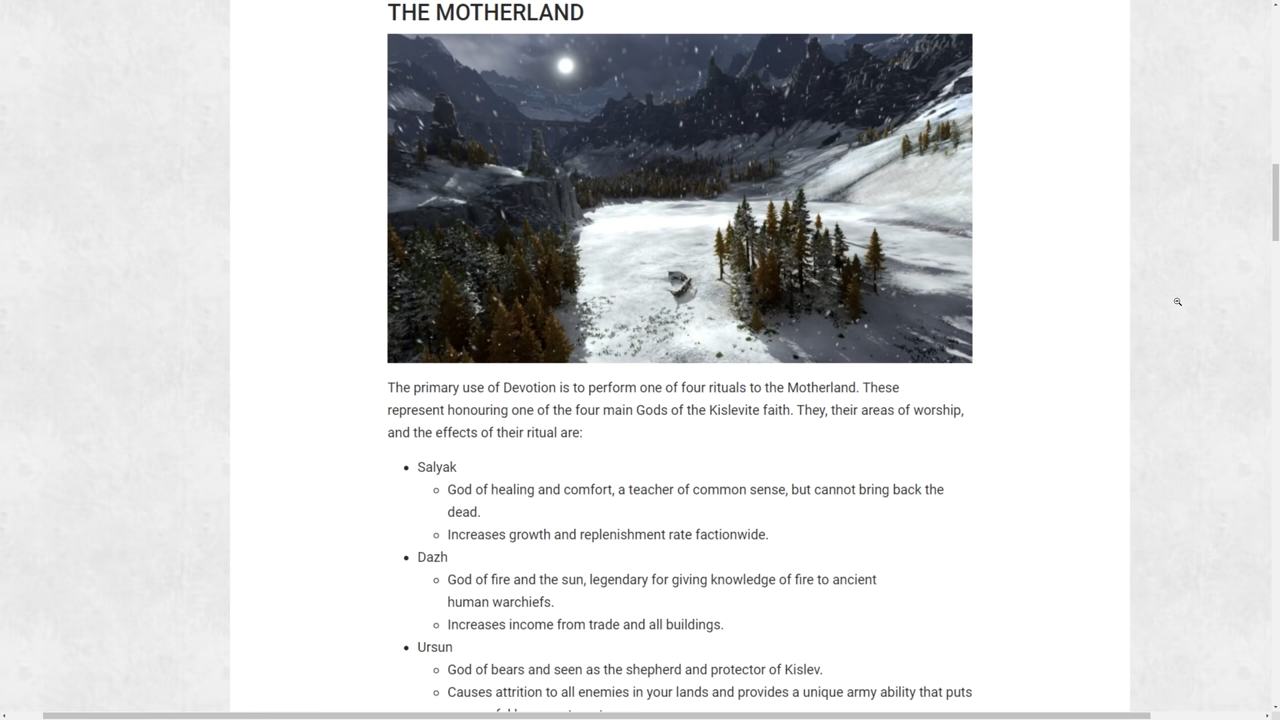 THE MOTHERLAND
The primary use of Devotion is to perform one of four rituals to the Motherland. These
represent honouring one of the four main Gods of the Kislevite faith. They, their areas of worship,
and the effects of their ritual are:
Salyak
God of healing and comfort, a teacher of common sense, but cannot bring back the
dead.
Increases growth and replenishment rate factionwide.
Dazh
God of fire and the sun, legendary for giving knowledge of fire to ancient
human warchiefs.
Increases income from trade and all buildings.
Ursun
God of bears and seen as the shepherd and protector of Kislev.
Causes attrition to all enemies in your lands and provides a unique army ability that puts